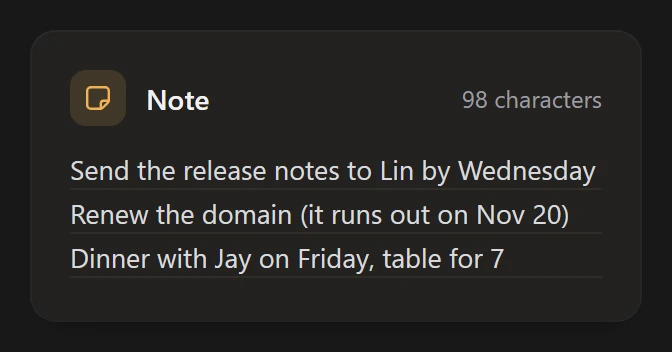 Note
98 characters
Send the release notes to Lin by Wednesday
Renew the domain (it runs out on Nov 20)
Dinner with Jay on Friday, table for 7